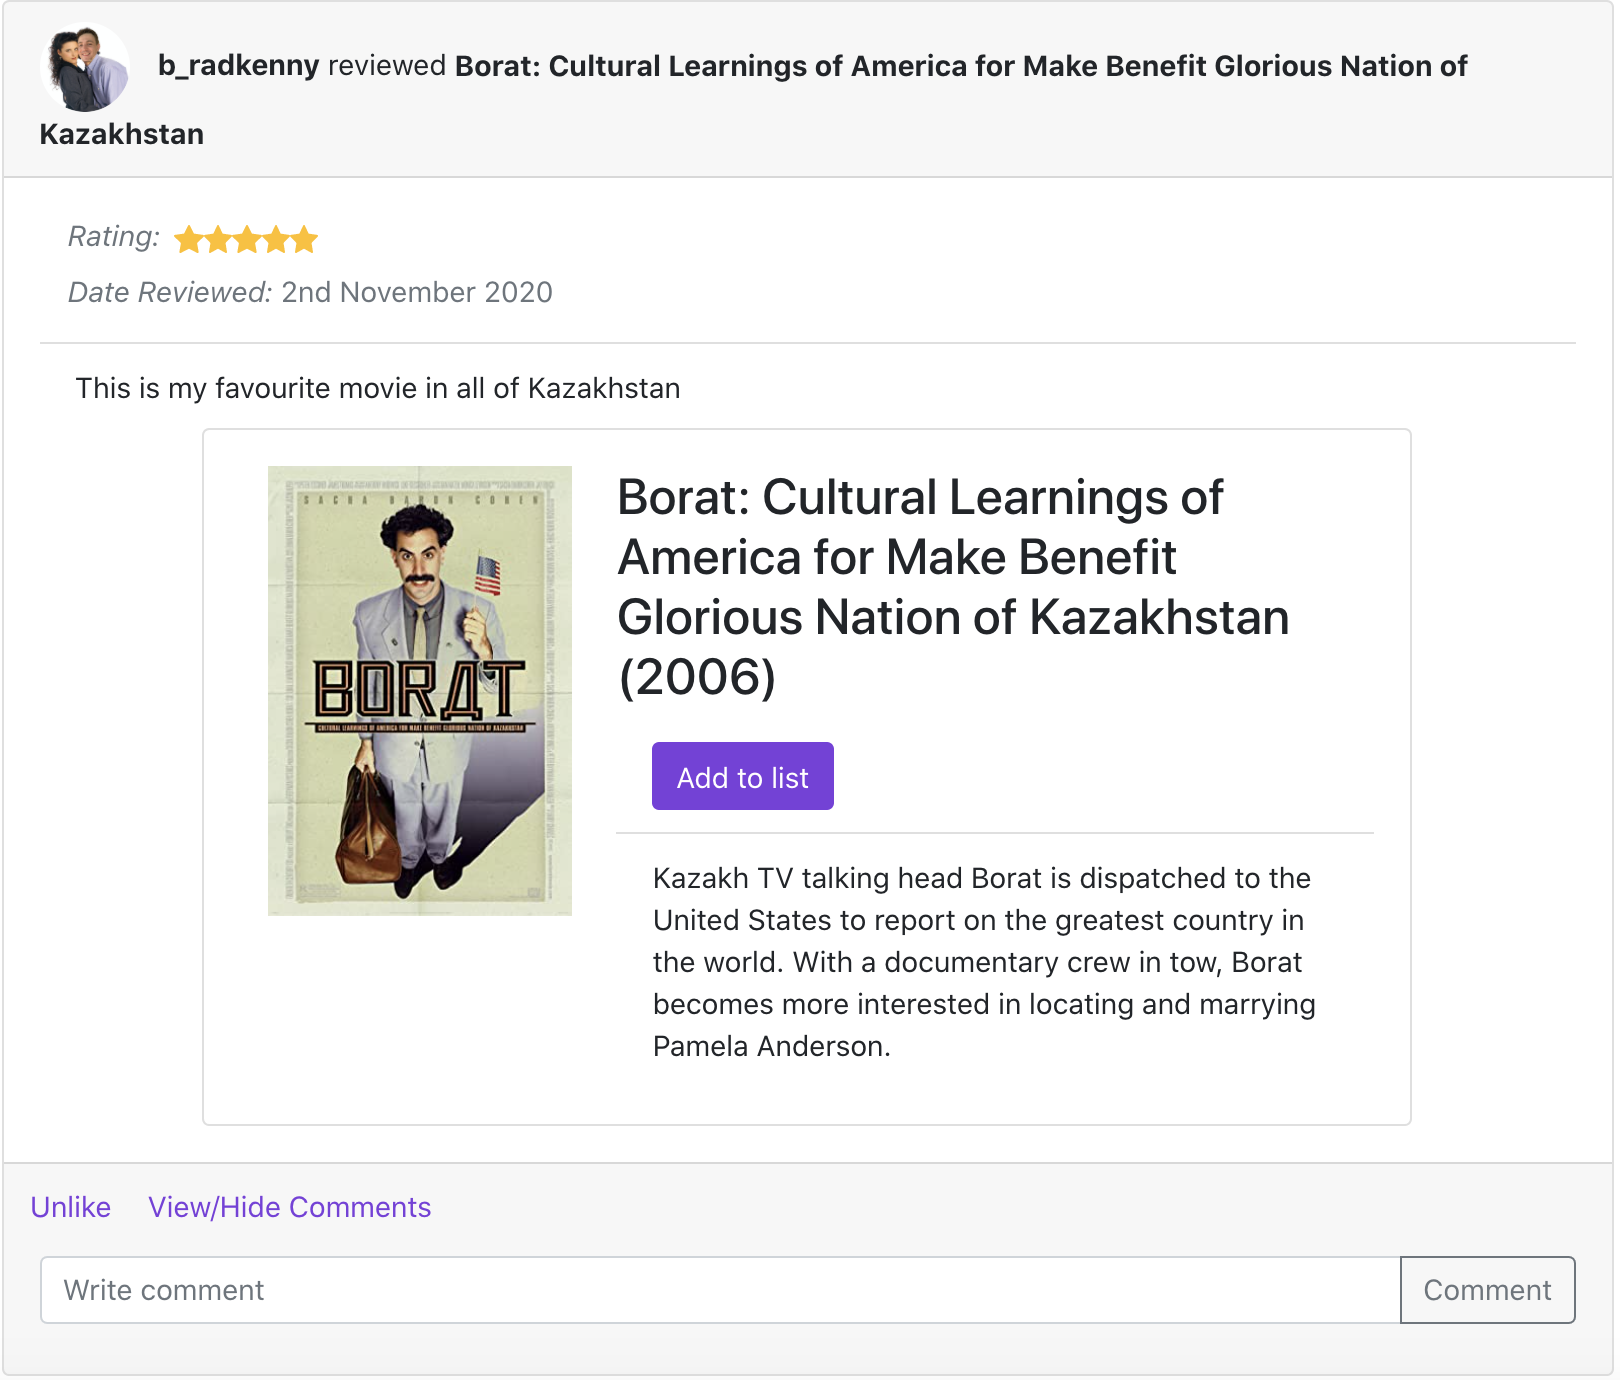 b_radkenny reviewed Borat: Cultural Learnings of America for Make Benefit Glorious Nation of
Kazakhstan
Rating:
Date Reviewed: 2nd November 2020
This is my favourite movie in all of Kazakhstan
SACHA BARON COHEN
BORAT
CULTURAL LEARNINGS OF AMERICA FOR MAKE BENEFIT GLORIOUS NATION OF KAZAKHSTAN
Borat: Cultural Learnings of
America for Make Benefit
Glorious Nation of Kazakhstan
(2006)
Add to list
Kazakh TV talking head Borat is dispatched to the
United States to report on the greatest country in
the world. With a documentary crew in tow, Borat
becomes more interested in locating and marrying
Pamela Anderson.
Unlike View/Hide Comments
Write comment
Comment